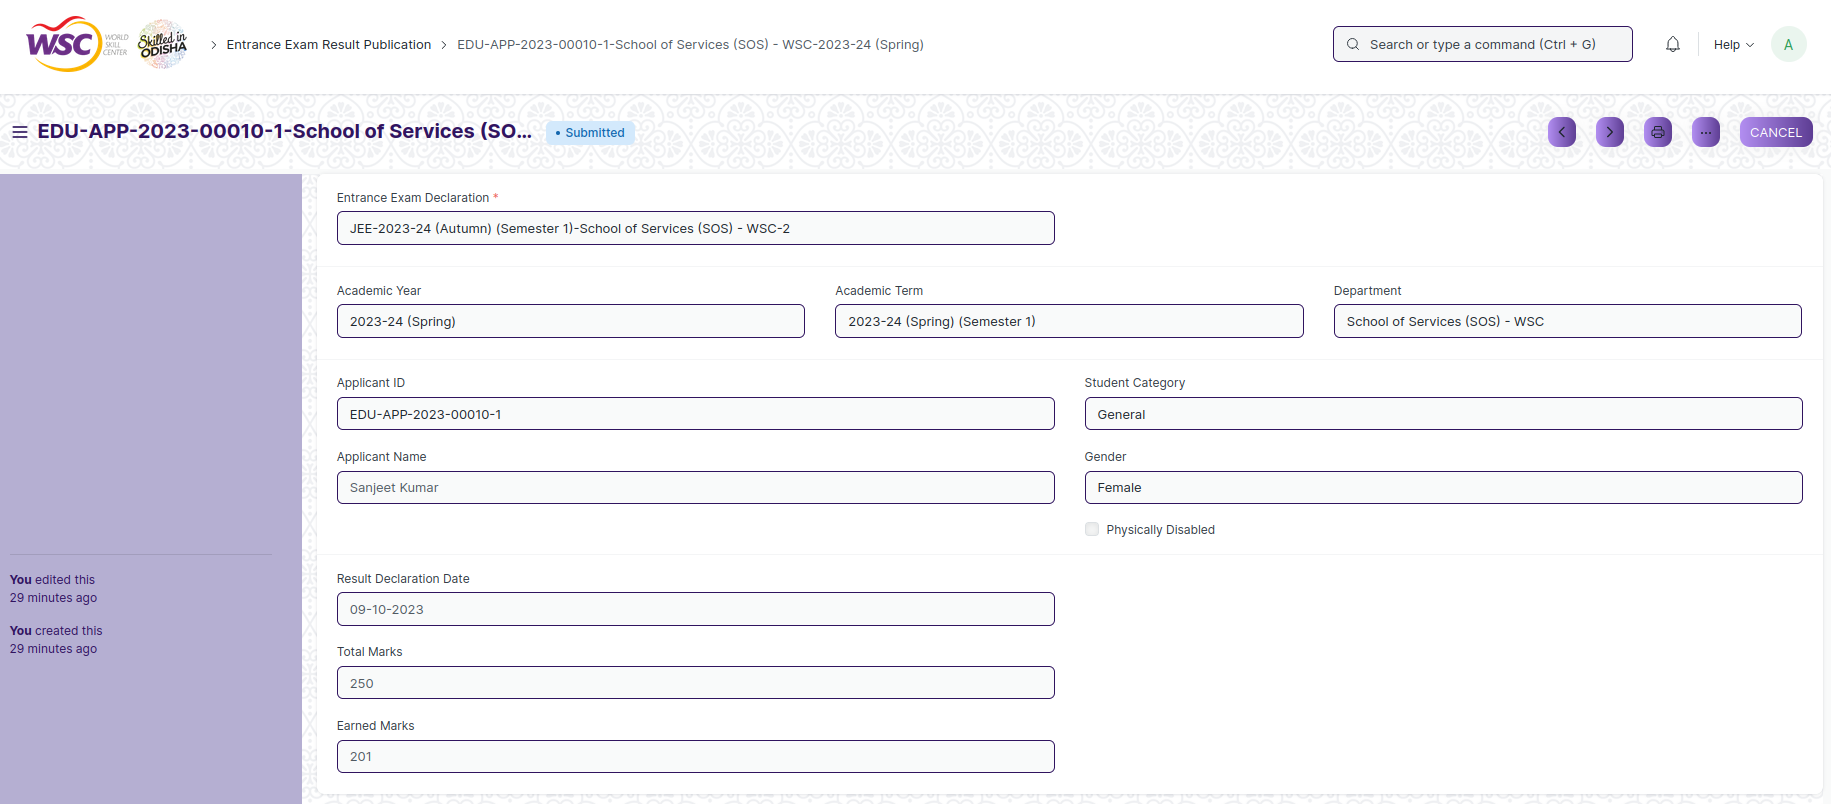 WSC WORLD SKILL CENTER
Skilled in ODISHA
Entrance Exam Result Publication
EDU-APP-2023-00010-1-School of Services (SOS) - WSC-2023-24 (Spring)
Search or type a command (Ctrl + G)
Help
A
EDU-APP-2023-00010-1-School of Services (SO...
Submitted
CANCEL
Entrance Exam Declaration *
JEE-2023-24 (Autumn) (Semester 1)-School of Services (SOS) - WSC-2
Academic Year
Academic Term
Department
2023-24 (Spring)
2023-24 (Spring) (Semester 1)
School of Services (SOS) - WSC
Applicant ID
Student Category
EDU-APP-2023-00010-1
General
Applicant Name
Gender
Sanjeet Kumar
Female
Physically Disabled
You edited this
29 minutes ago
You created this
29 minutes ago
Result Declaration Date
09-10-2023
Total Marks
250
Earned Marks
201